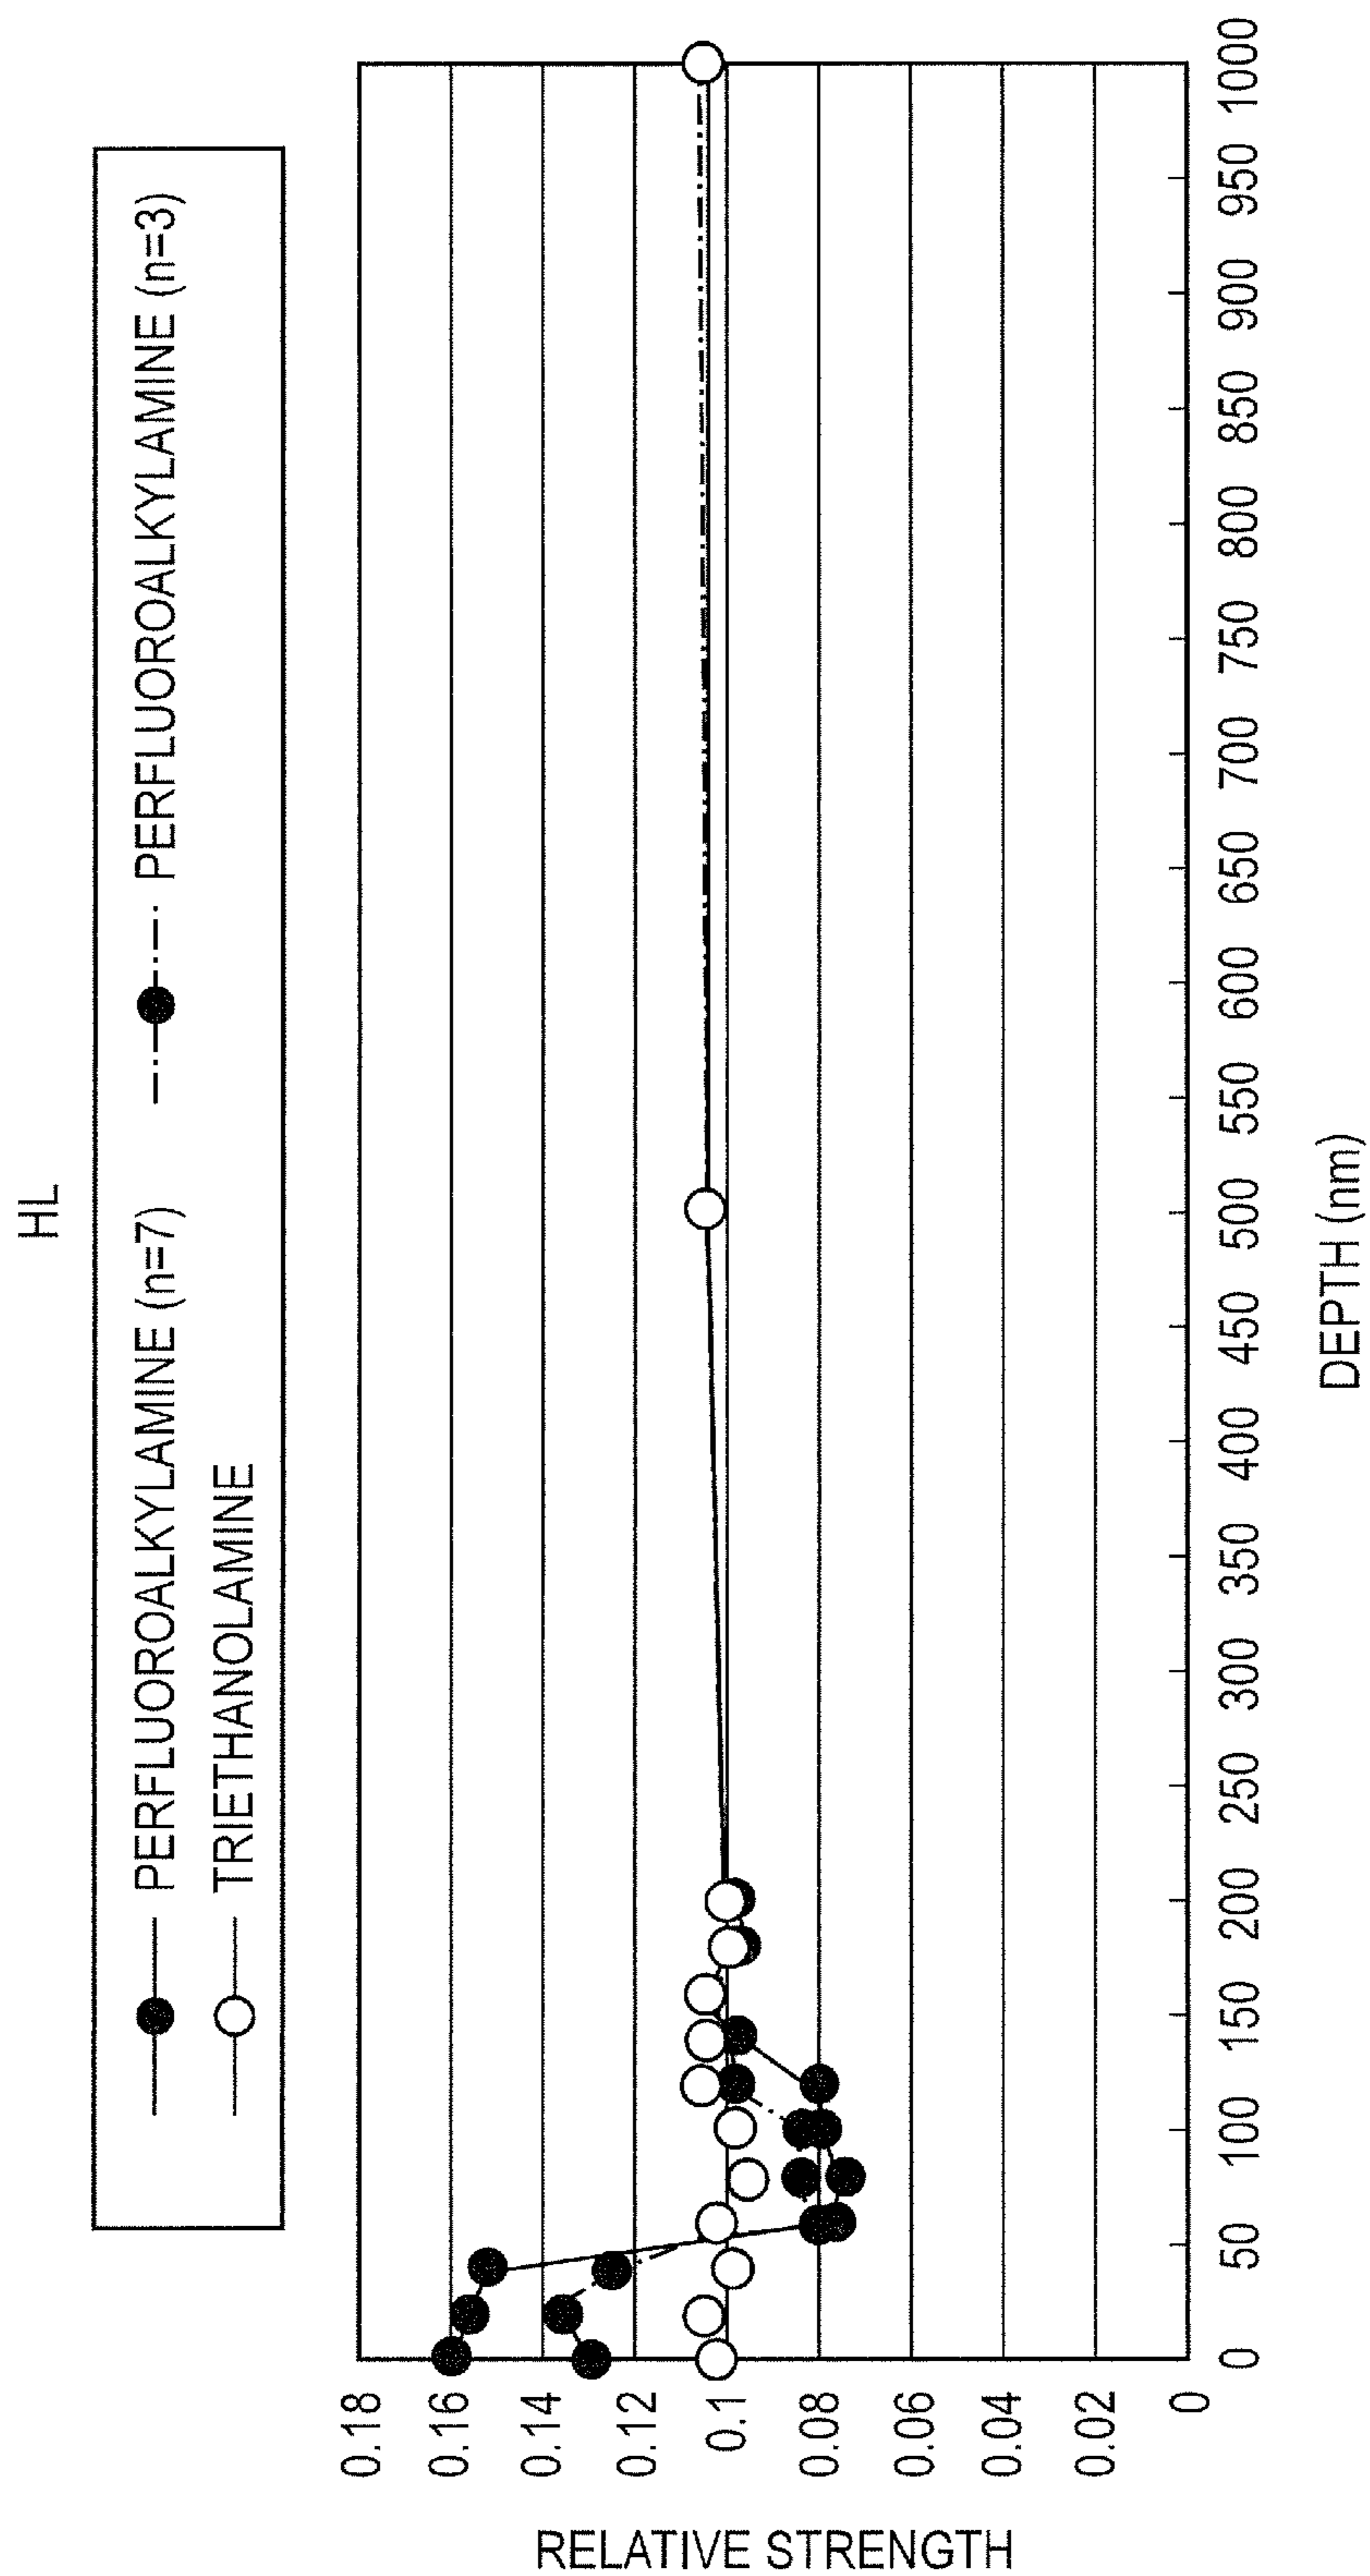 HL
PERFLUOROALKYLAMINE (n=7)
PERFLUOROALKYLAMINE (n=3)
TRIETHANOLAMINE
RELATIVE STRENGTH
0.18
0.16
0.14
0.12
0.1
0.08
0.06
0.04
0.02
0
0 50 100 150 200 250 300 350 400 450 500 550 600 650 700 750 800 850 900 950 1000
DEPTH (nm)